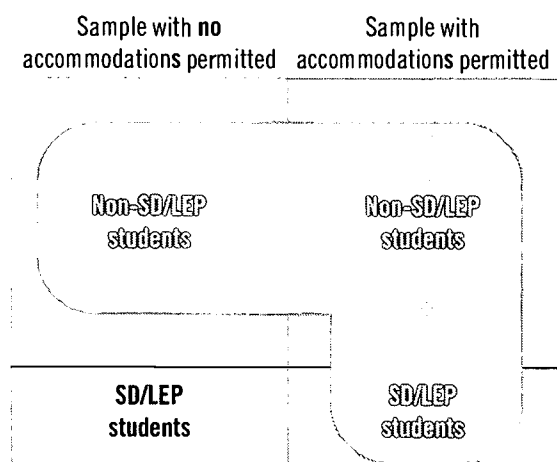 Sample with no
accommodations permitted
Sample with
accommodations permitted
Non-SD/LEP
students
Non-SD/LEP
students
SD/LEP
students
SD/LEP
students